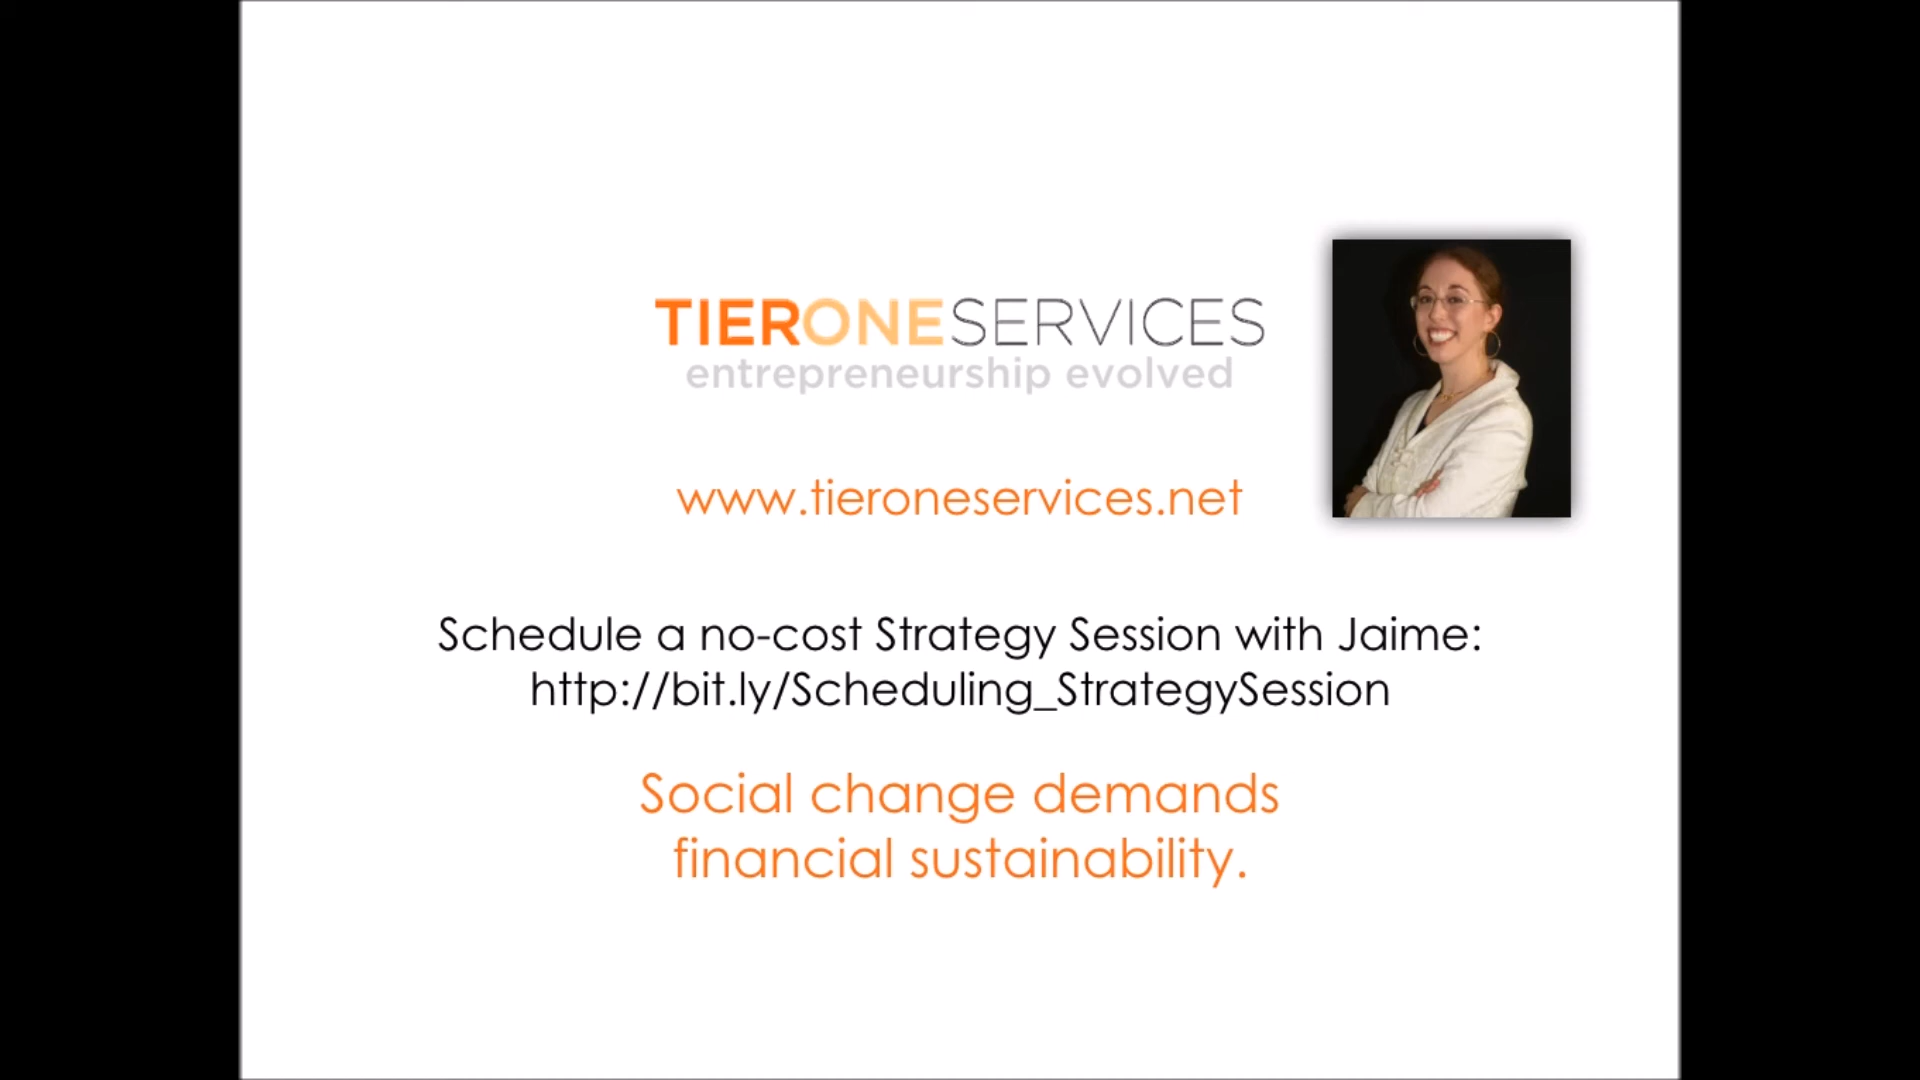 TIERONESERVICES
entrepreneurship evolved
www.tieroneservices.net
Schedule a no-cost Strategy Session with Jaime:
http://bit.ly/Scheduling_StrategySession
Social change demands
financial sustainability.